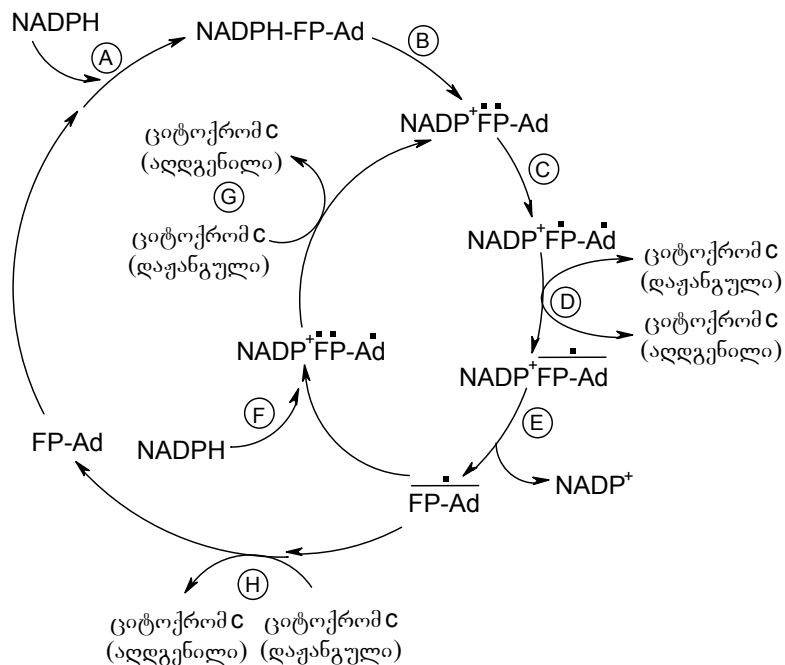 NADPH
A
NADPH-FP-Ad
B
NADP⁺FP-Ad
ციტოქრომ c
(აღდგენილი)
G
ციტოქრომ c
(დაჟანგული)
C
NADP⁺FP-Ad
ციტოქრომ c
(დაჟანგული)
D
ციტოქრომ c
(აღდგენილი)
NADP⁺FP-Ad
NADP⁺FP-Ad
E
F
FP-Ad
NADPH
FP-Ad
NADP⁺
H
ციტოქრომ c
(აღდგენილი)
ციტოქრომ c
(დაჟანგული)